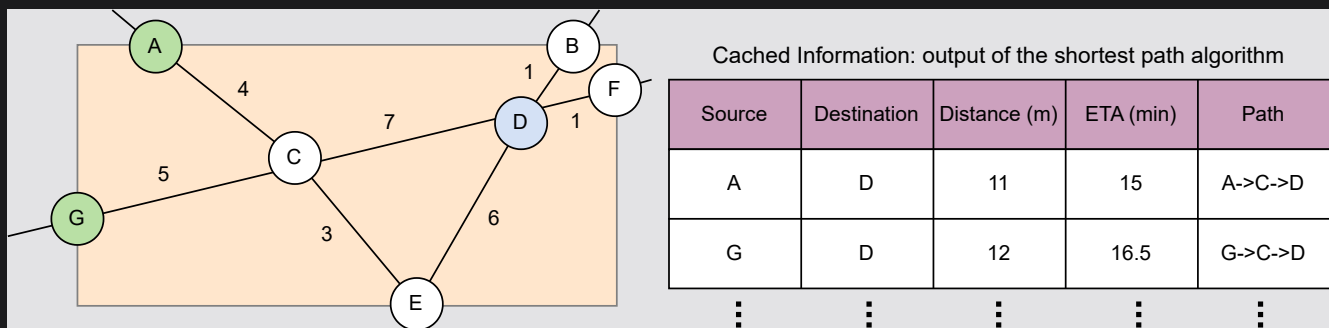 A
B
F
1
4
D
1
7
C
5
G
6
3
E
Cached Information: output of the shortest path algorithm
Source Destination Distance (m) ETA (min) Path
A D 11 15 A->C->D
G D 12 16.5 G->C->D